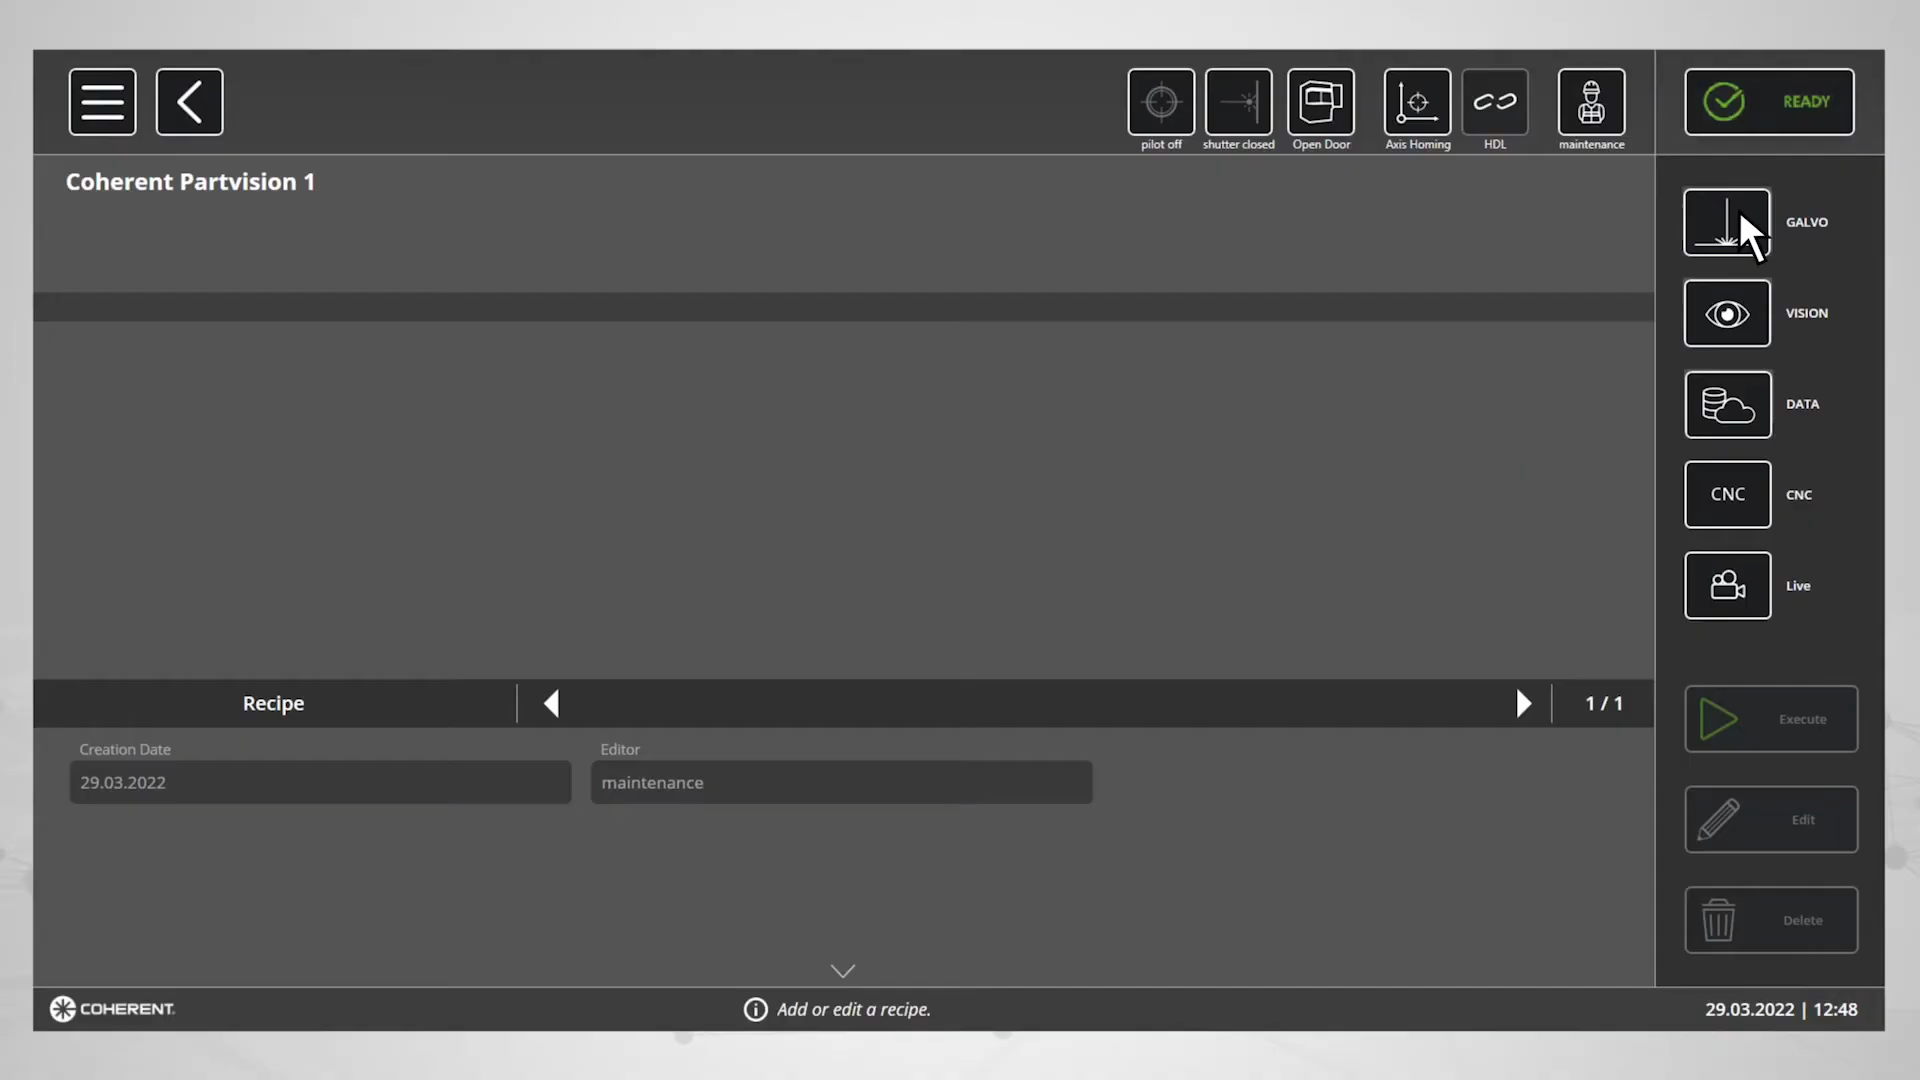 pilot off
shutter closed
Open Door
Axis Homing
HDL
maintenance
READY
Coherent Partvision 1
GALVO
VISION
DATA
CNC CNC
Live
Recipe
1 / 1
Creation Date
Editor
29.03.2022
maintenance
Execute
Edit
Delete
COHERENT.
Add or edit a recipe.
29.03.2022 | 12:48